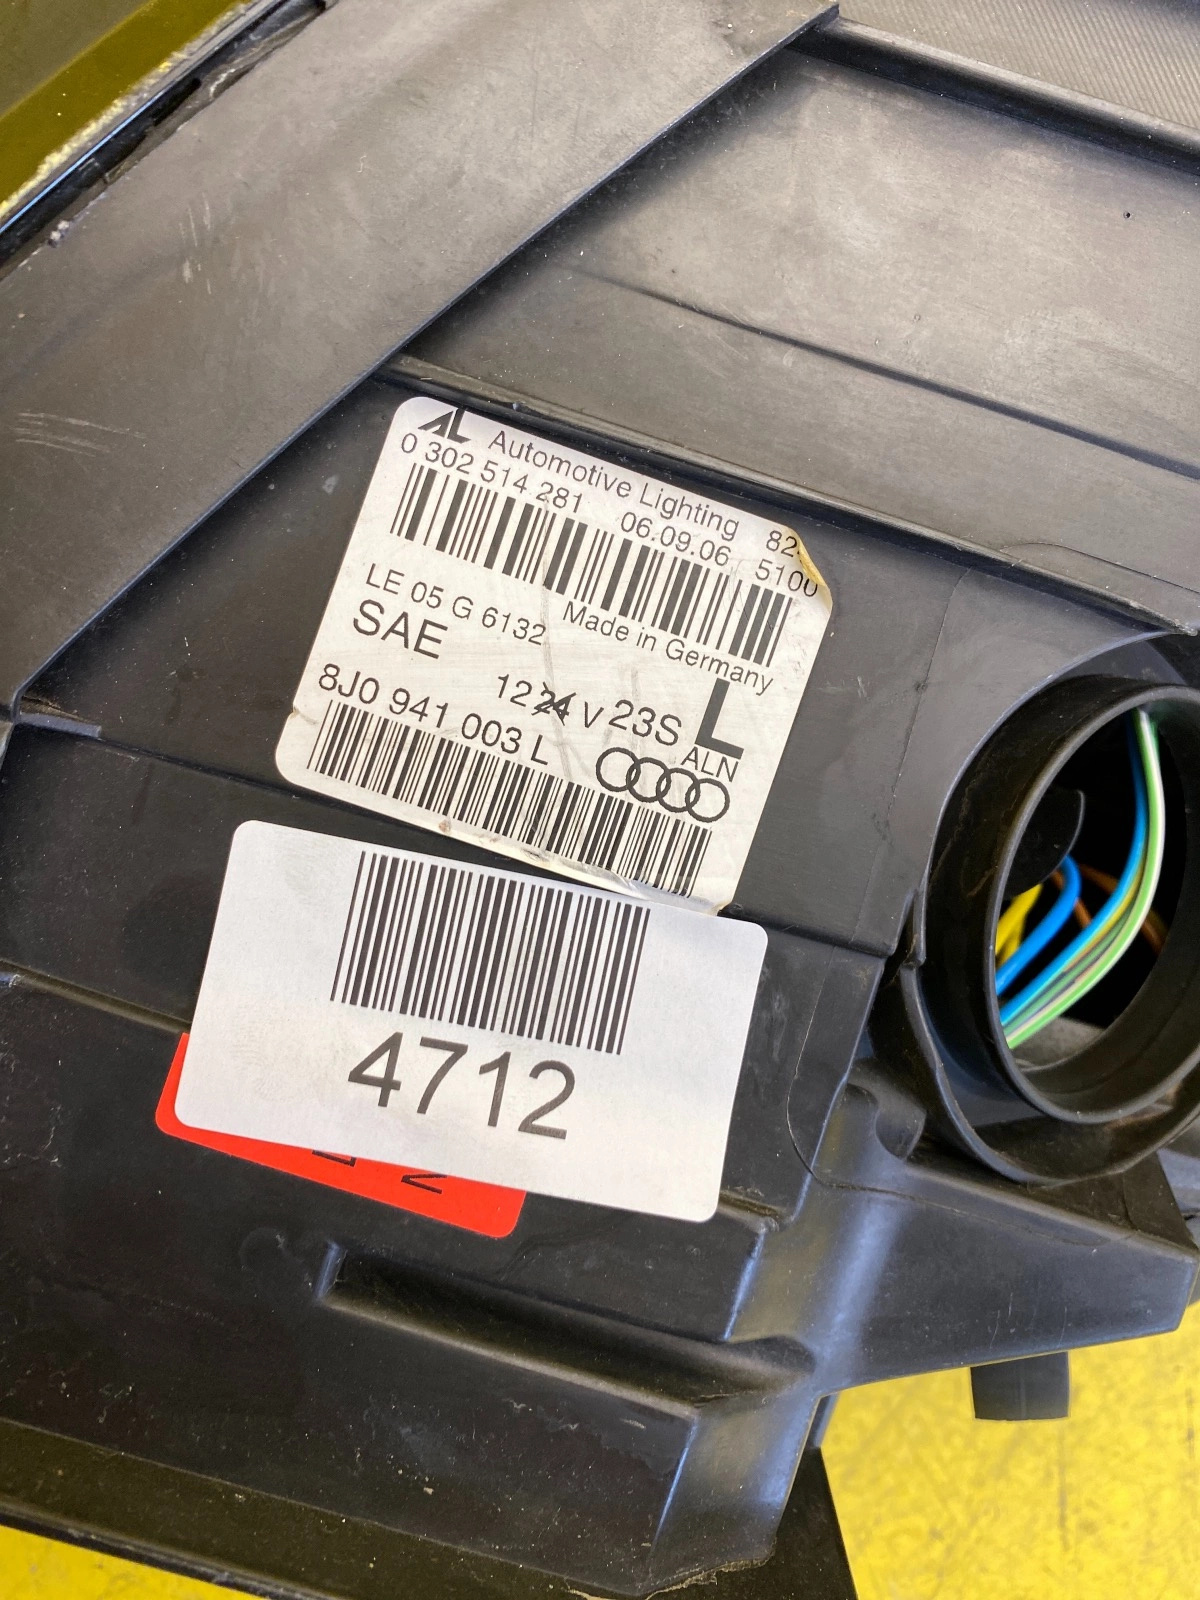 AL Automotive Lighting
0 302 514 281 06.09.06 5100
LE 05 G 6132 Made in Germany
SAE
12 24 V 23S L
8J0 941 003 L ALN
4712